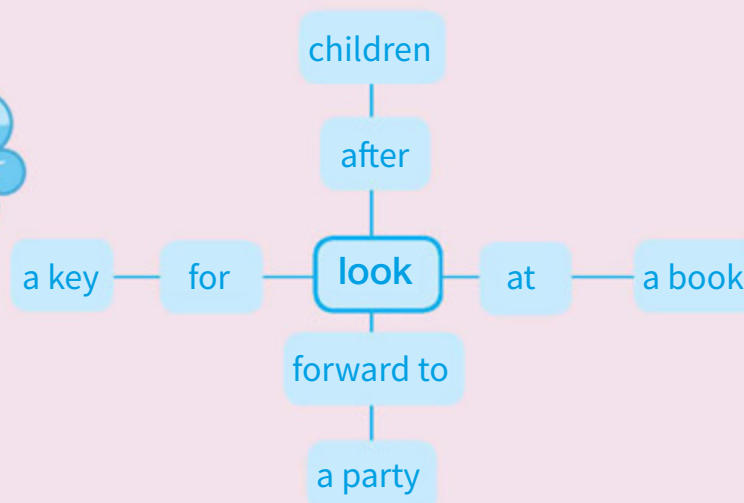 children
after
a key for look at a book
forward to
a party